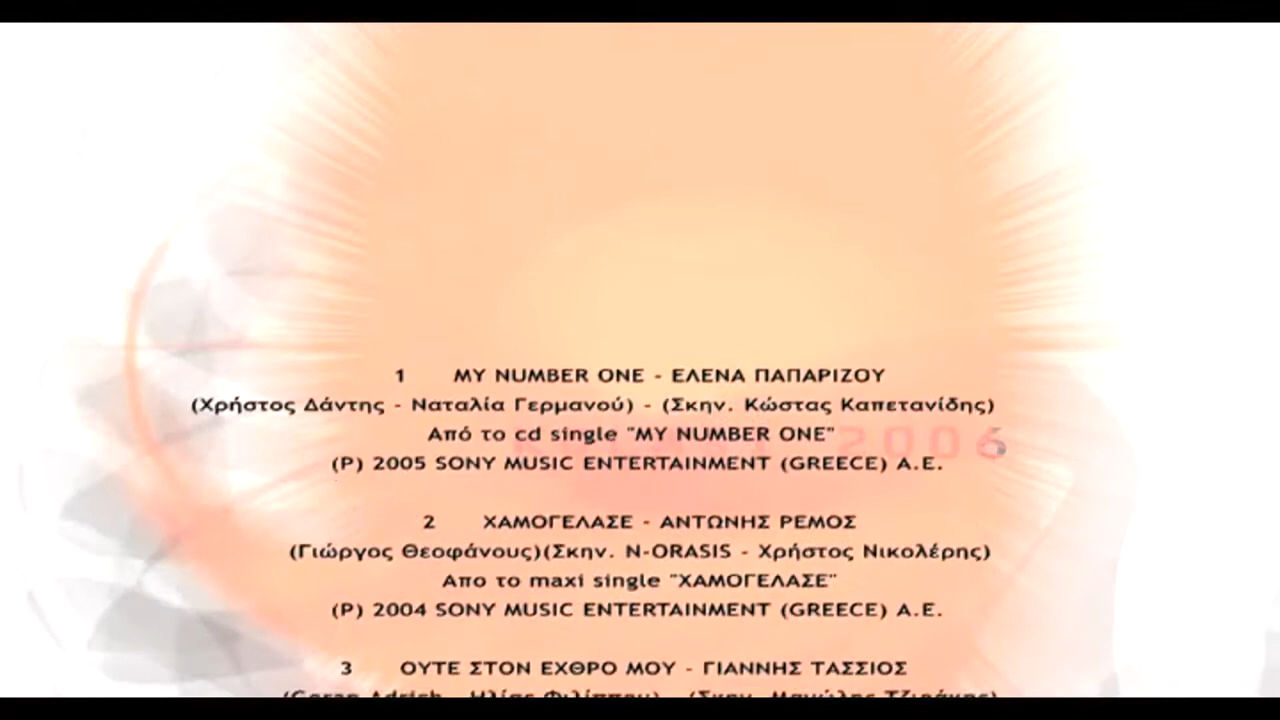 1 MY NUMBER ONE - ΕΛΕΝΑ ΠΑΠΑΡΙΖΟΥ
(Χρήστος Δάντης - Ναταλία Γερμανού) - (Σκην. Κώστας Καπετανίδης)
Από το cd single "MY NUMBER ONE"
2006
(P) 2005 SONY MUSIC ENTERTAINMENT (GREECE) A.E.
2 ΧΑΜΟΓΕΛΑΣΕ - ΑΝΤΩΝΗΣ ΡΕΜΟΣ
(Γιώργος Θεοφάνους)(Σκην. N-ORASIS - Χρήστος Νικολέρης)
Απο το maxi single "ΧΑΜΟΓΕΛΑΣΕ"
(P) 2004 SONY MUSIC ENTERTAINMENT (GREECE) A.E.
3 ΟΥΤΕ ΣΤΟΝ ΕΧΘΡΟ ΜΟΥ - ΓΙΑΝΝΗΣ ΤΑΣΣΙΟΣ